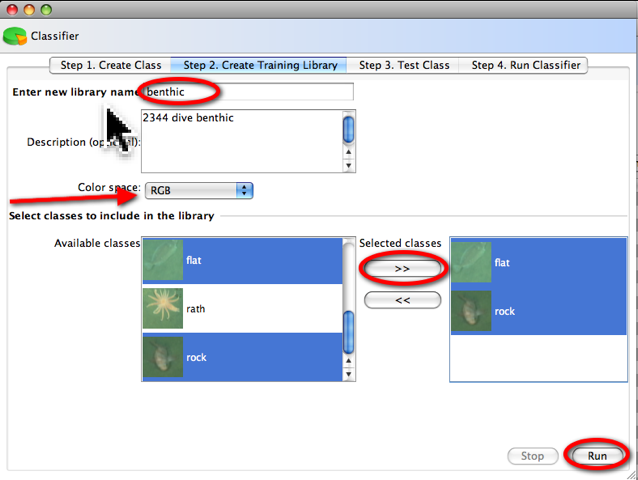 Classifier
Step 1. Create Class
Step 2. Create Training Library
Step 3. Test Class
Step 4. Run Classifier
Enter new library name benthic
Description (optional): 2344 dive benthic
Color space: RGB
Select classes to include in the library
Available classes
flat
rath
rock
Selected classes
>>
<<
flat
rock
Stop
Run